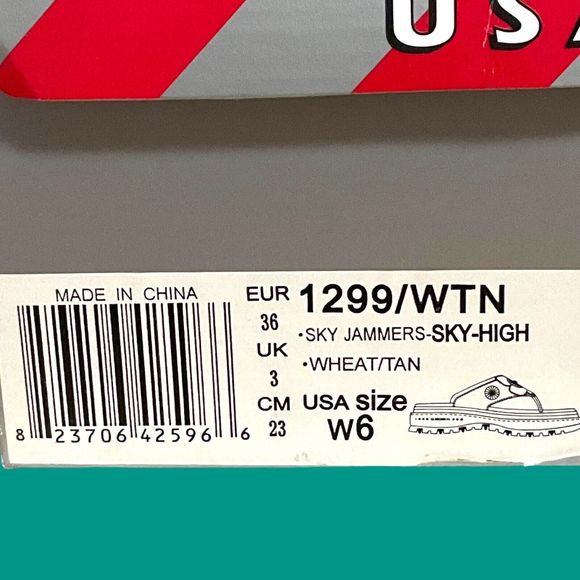 USA
MADE IN CHINA
8 23706 42596 6
EUR
36
UK
3
CM
23
1299/WTN
•SKY JAMMERS-SKY-HIGH
•WHEAT/TAN
USA size
W6